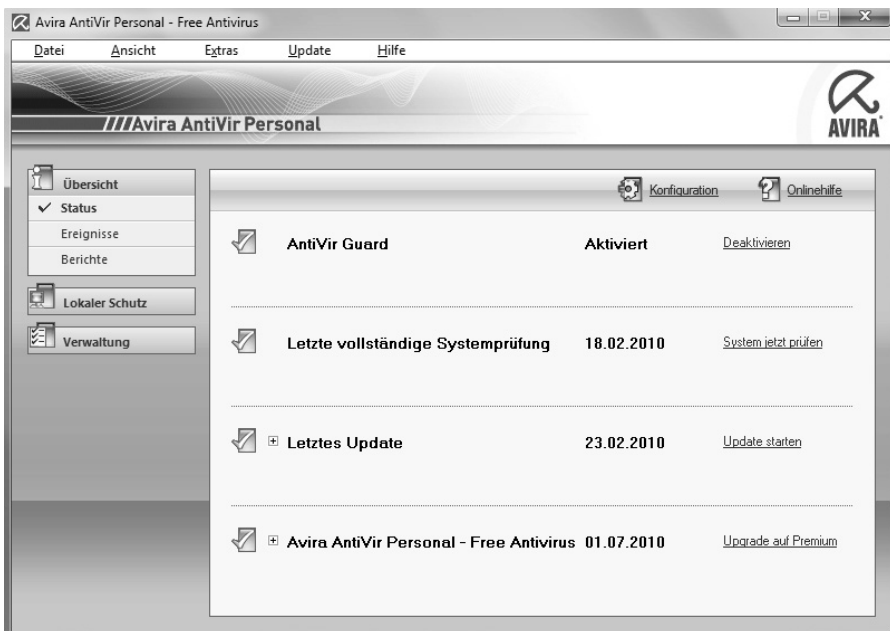 Avira AntiVir Personal - Free Antivirus
Datei Ansicht Extras Update Hilfe
Avira AntiVir Personal
AVIRA
Übersicht
Status
Ereignisse
Berichte
Lokaler Schutz
Verwaltung
Konfiguration Onlinehilfe
AntiVir Guard Aktiviert Deaktivieren
Letzte vollständige Systemprüfung 18.02.2010 System jetzt prüfen
Letztes Update 23.02.2010 Update starten
Avira AntiVir Personal - Free Antivirus 01.07.2010 Upgrade auf Premium